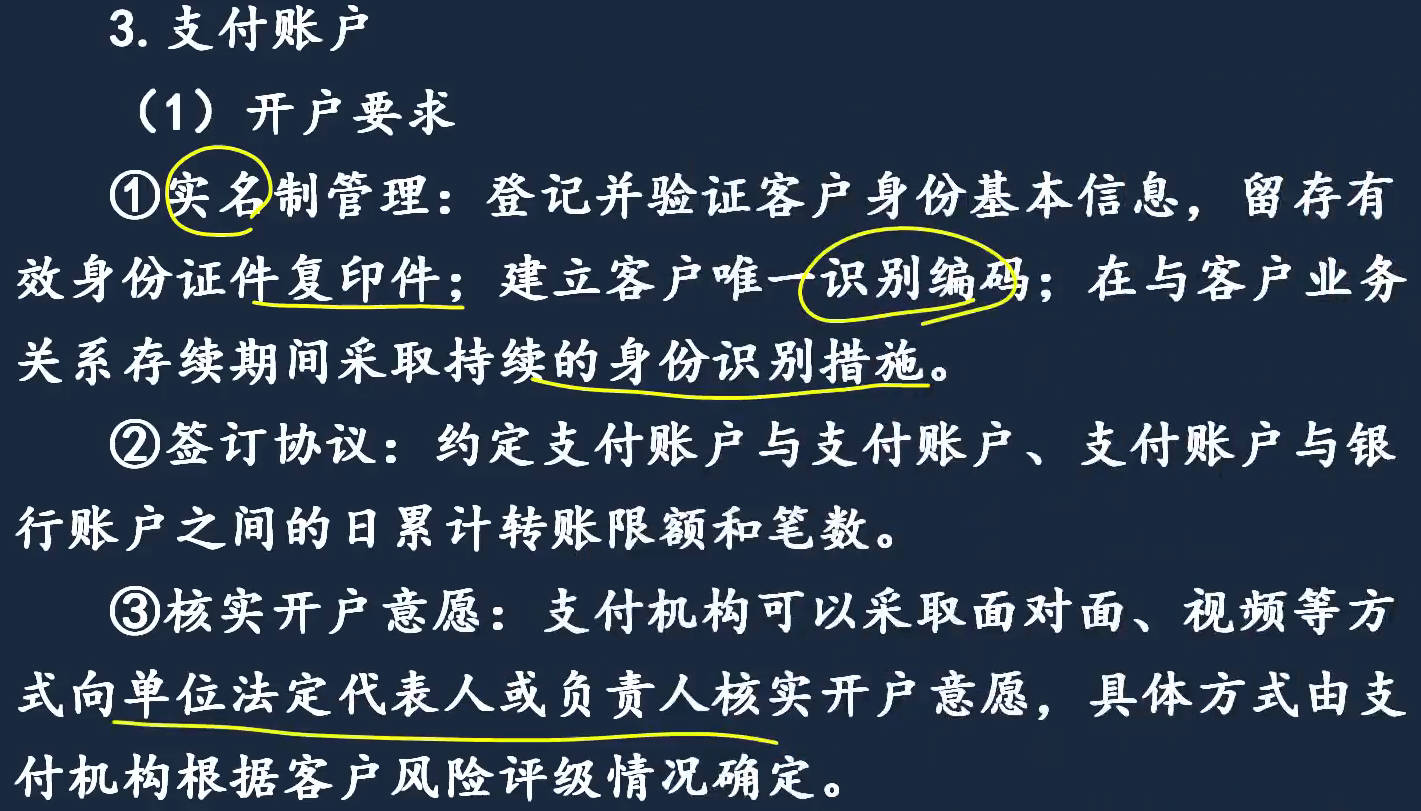 3. 支付账户
（1）开户要求
①实名制管理：登记并验证客户身份基本信息，留存有
效身份证件复印件；建立客户唯一识别编码；在与客户业务
关系存续期间采取持续的身份识别措施。
②签订协议：约定支付账户与支付账户、支付账户与银
行账户之间的日累计转账限额和笔数。
③核实开户意愿：支付机构可以采取面对面、视频等方
式向单位法定代表人或负责人核实开户意愿，具体方式由支
付机构根据客户风险评级情况确定。